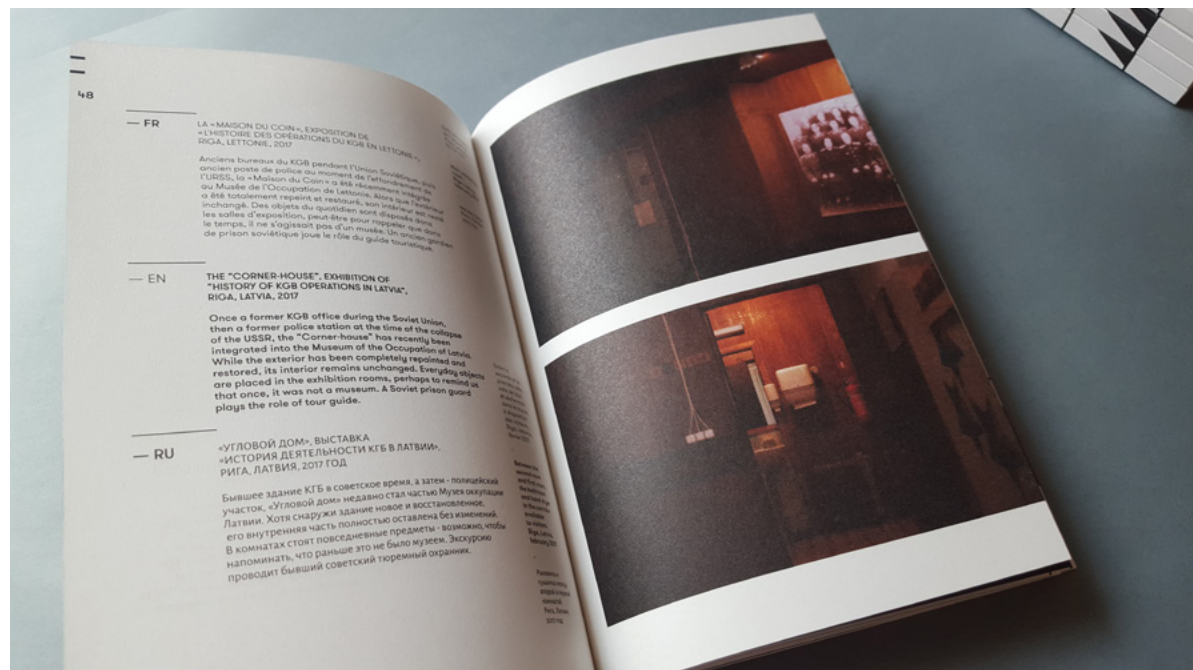 48
— FR
LA «MAISON DU COIN», EXPOSITION DE
«L'HISTOIRE DES OPÉRATIONS DU KGB EN LETTONIE»,
RIGA, LETTONIE, 2017
Anciens bureaux du KGB pendant l'Union Soviétique, puis
ancien poste de police au moment de l'effondrement de
l'URSS, la «Maison du Coin» a été récemment intégrée
au Musée de l'Occupation de Lettonie. Alors que l'extérieur
a été totalement repeint et restauré, son intérieur est resté
inchangé. Des objets du quotidien sont disposés dans
les salles d'exposition, peut-être pour rappeler que dans
le temps, il ne s'agissait pas d'un musée. Un ancien gardien
de prison soviétique joue le rôle du guide touristique.
— EN
THE "CORNER-HOUSE", EXHIBITION OF
"HISTORY OF KGB OPERATIONS IN LATVIA",
RIGA, LATVIA, 2017
Once a former KGB office during the Soviet Union,
then a former police station at the time of the collapse
of the USSR, the "Corner-house" has recently been
integrated into the Museum of the Occupation of Latvia.
While the exterior has been completely repainted and
restored, its interior remains unchanged. Everyday objects
are placed in the exhibition rooms, perhaps to remind us
that once, it was not a museum. A Soviet prison guard
plays the role of tour guide.
— RU
«УГЛОВОЙ ДОМ», ВЫСТАВКА
«ИСТОРИЯ ДЕЯТЕЛЬНОСТИ КГБ В ЛАТВИИ».
РИГА, ЛАТВИЯ, 2017 ГОД
Бывшее здание КГБ в советское время, а затем - полицейский
участок, «Угловой дом» недавно стал частью Музея оккупации
Латвии. Хотя снаружи здание новое и восстановленное,
его внутренняя часть полностью оставлена без изменений.
В комнатах стоят повседневные предметы - возможно, чтобы
напоминать, что раньше это не было музеем. Экскурсию
проводит бывший советский тюремный охранник.